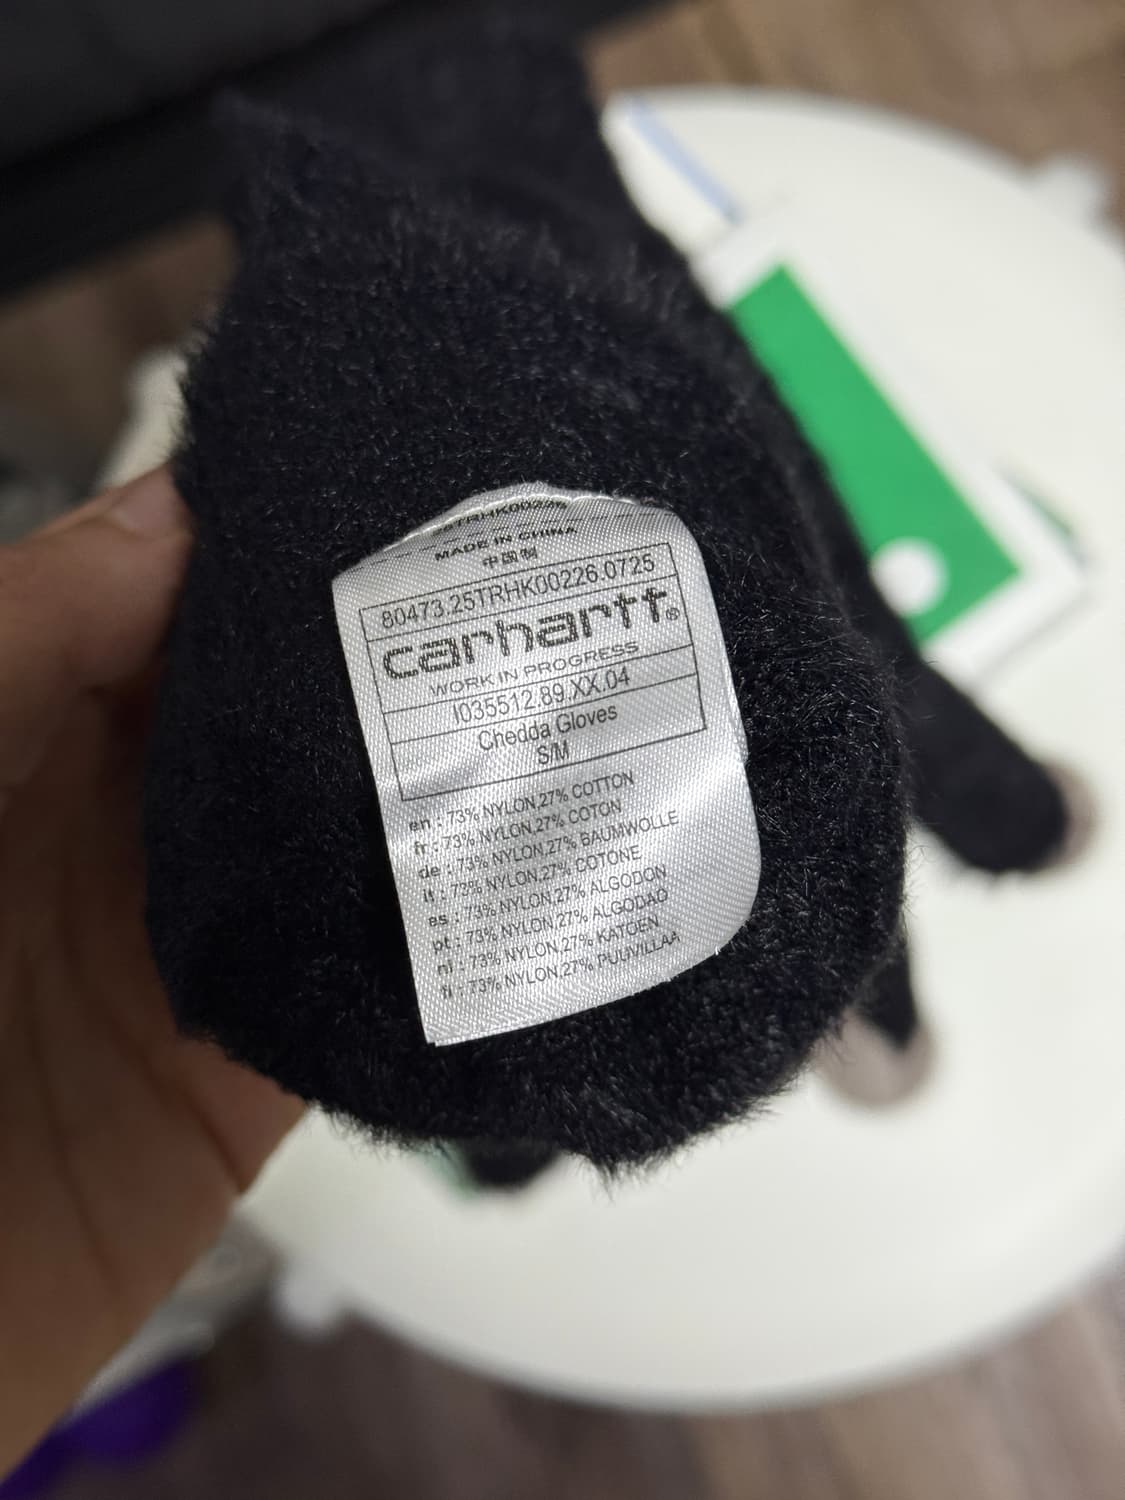 MADE IN CHINA
中国制
80473.25TRHK00226.0725
carhartt®
WORK IN PROGRESS
I035512.89.XX.04
Chedda Gloves
S/M
en : 73% NYLON,27% COTTON
fr : 73% NYLON,27% COTON
de : 73% NYLON,27% BAUMWOLLE
it : 73% NYLON,27% COTONE
es : 73% NYLON,27% ALGODON
pt : 73% NYLON,27% ALGODAO
nl : 73% NYLON,27% KATOEN
fi : 73% NYLON,27% PUUVILLAA